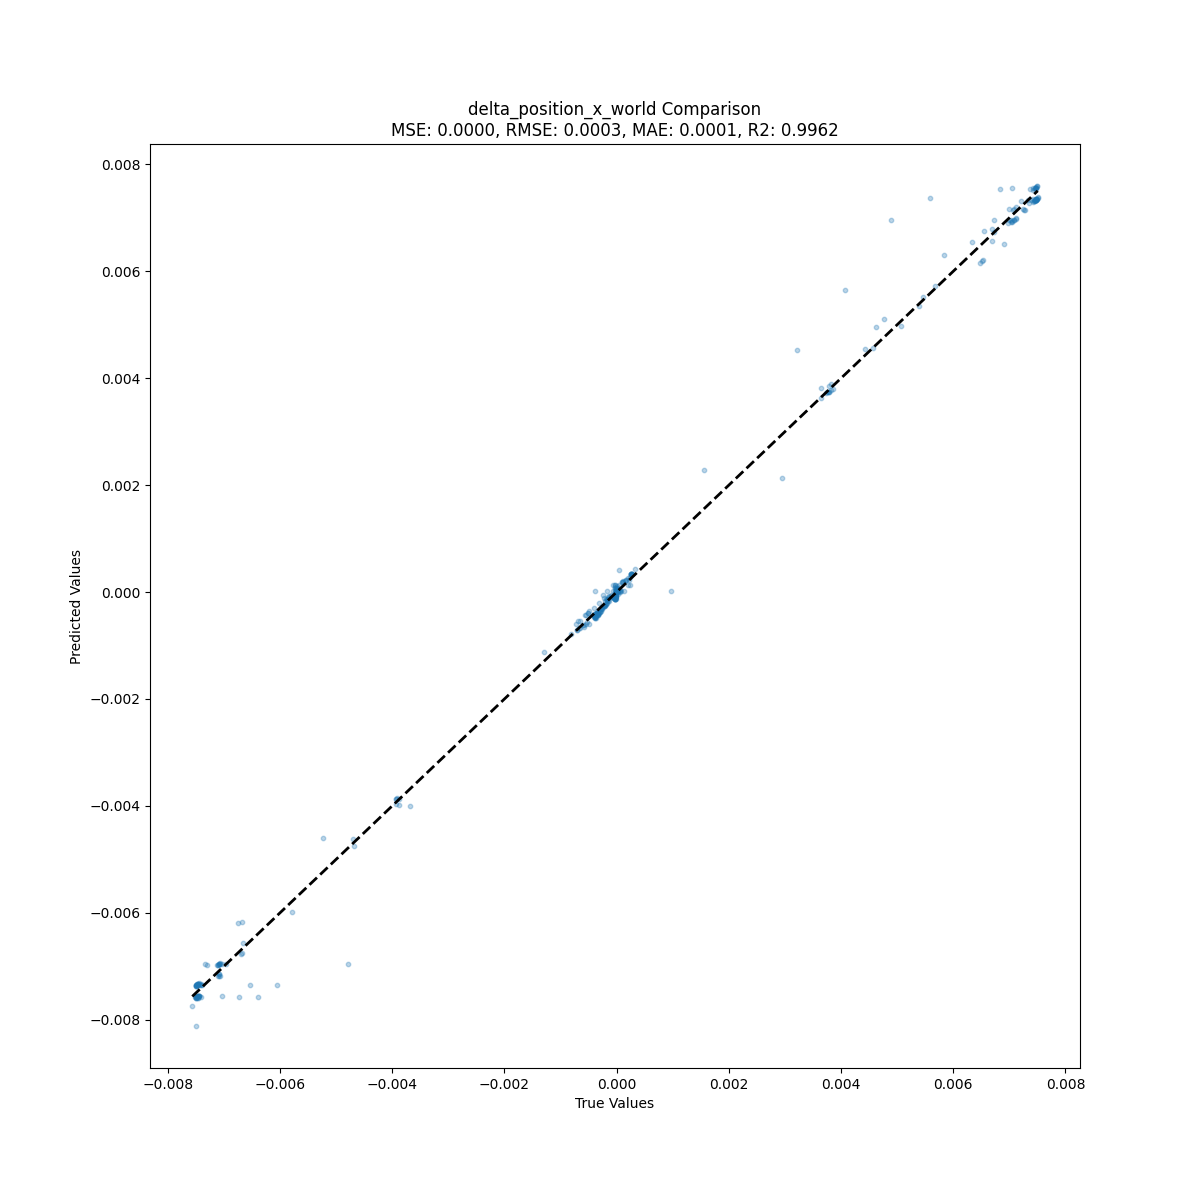 delta_position_x_world Comparison
MSE: 0.0000, RMSE: 0.0003, MAE: 0.0001, R2: 0.9962
0.008
0.006
0.004
0.002
0.000
−0.002
−0.004
−0.006
−0.008
Predicted Values
−0.008 −0.006 −0.004 −0.002 0.000 0.002 0.004 0.006 0.008
True Values